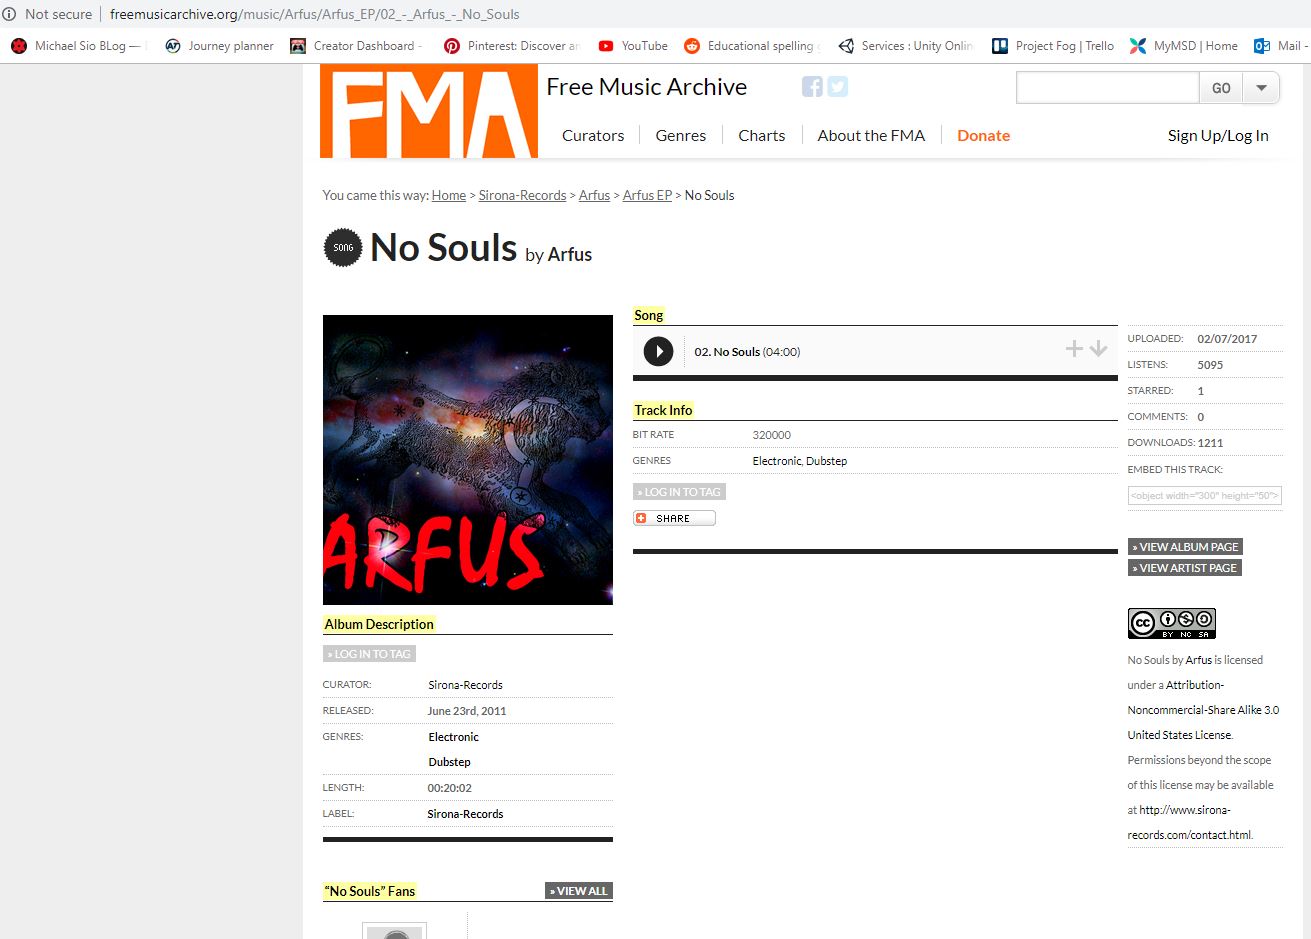 Not secure | freemusicarchive.org/music/Arfus/Arfus_EP/02_-_Arfus_-_No_Souls
Michael Sio BLog — Journey planner Creator Dashboard - Pinterest: Discover an YouTube Educational spelling Services : Unity Onlin Project Fog | Trello MyMSD | Home Mail -
FMA
Free Music Archive
GO
Curators Genres Charts About the FMA Donate Sign Up/Log In
You came this way: Home > Sirona-Records > Arfus > Arfus EP > No Souls
SONG No Souls by Arfus
ARFUS
Album Description
» LOG IN TO TAG
CURATOR: Sirona-Records
RELEASED: June 23rd, 2011
GENRES: Electronic
Dubstep
LENGTH: 00:20:02
LABEL: Sirona-Records
“No Souls” Fans » VIEW ALL
Song
02. No Souls (04:00)
Track Info
BIT RATE 320000
GENRES Electronic, Dubstep
» LOG IN TO TAG
SHARE
UPLOADED: 02/07/2017
LISTENS: 5095
STARRED: 1
COMMENTS: 0
DOWNLOADS: 1211
EMBED THIS TRACK:
<object width="300" height="50">
» VIEW ALBUM PAGE
» VIEW ARTIST PAGE
cc
BY NC SA
No Souls by Arfus is licensed
under a Attribution-
Noncommercial-Share Alike 3.0
United States License.
Permissions beyond the scope
of this license may be available
at http://www.sirona-
records.com/contact.html.